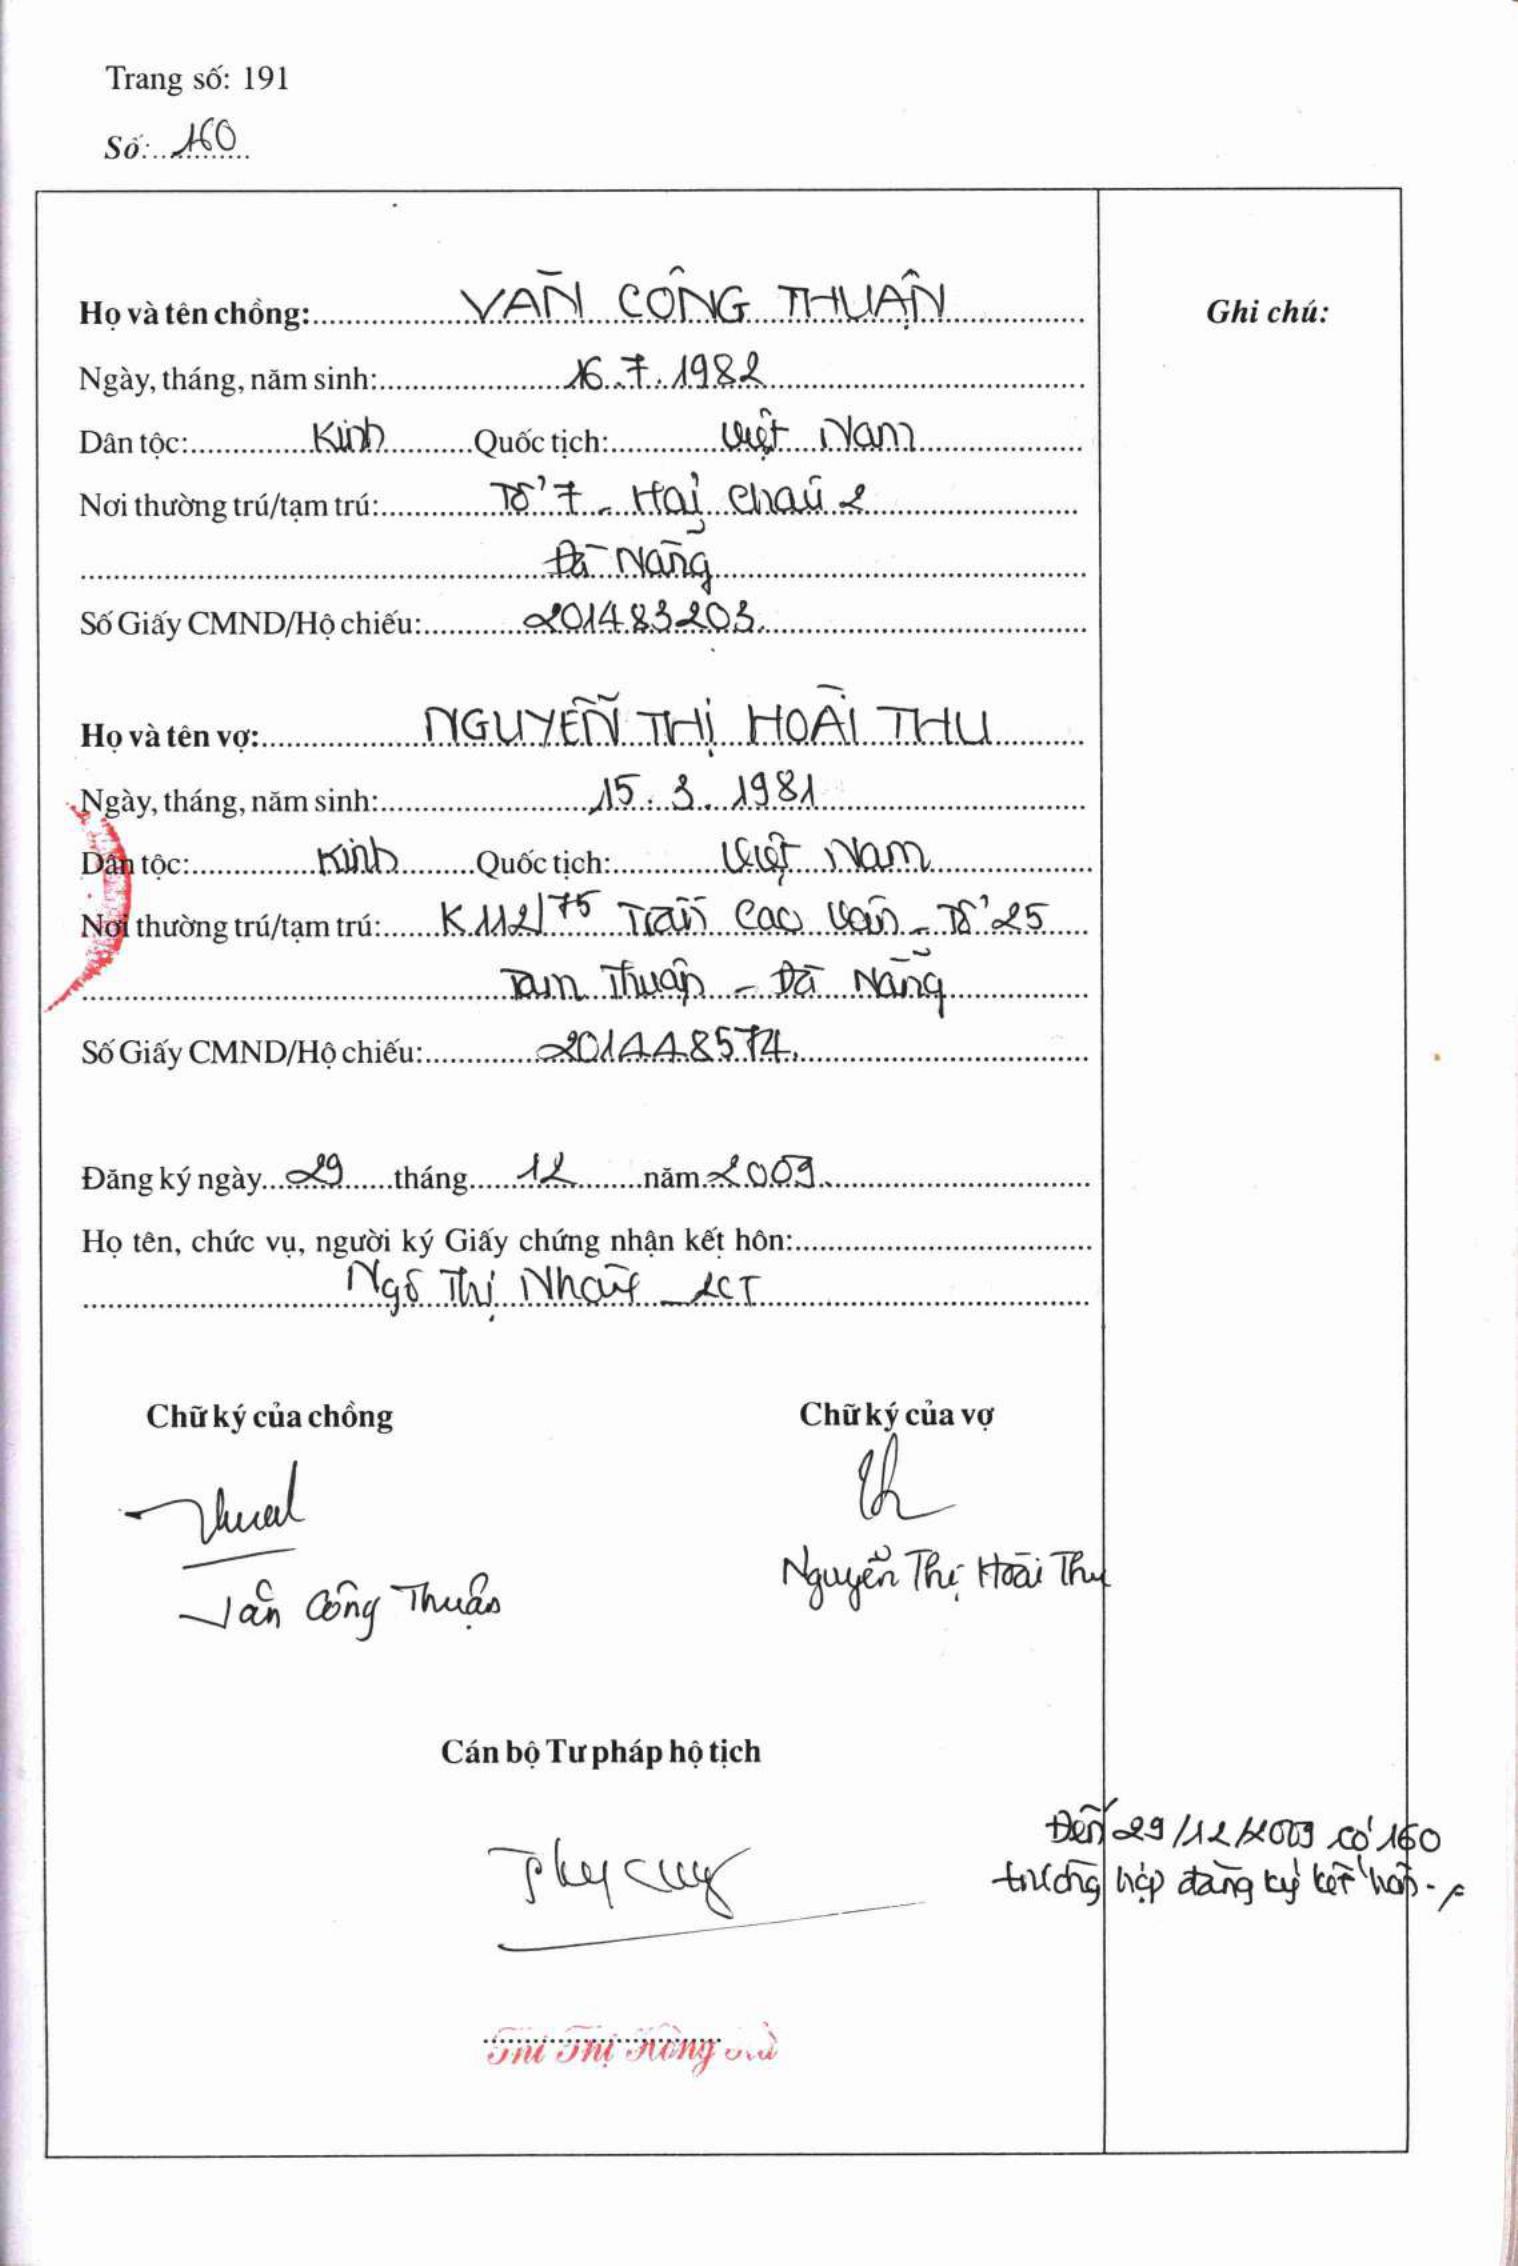 Trang số: 191
Số: 160
Họ và tên chồng: VĂN CÔNG THUẬN
Ghi chú:
Ngày, tháng, năm sinh: 16.7.1982
Dân tộc: Kinh Quốc tịch: Việt Nam
Nơi thường trú/tạm trú: Tổ 7 - Hải Châu 2
Đà Nẵng
Số Giấy CMND/Hộ chiếu: 201483203.
Họ và tên vợ: NGUYỄN THỊ HOÀI THU
Ngày, tháng, năm sinh: 15.3.1981
Dân tộc: Kinh Quốc tịch: Việt Nam
Nơi thường trú/tạm trú: K112/75 Trần Cao Vân - Tổ 25
Tam Thuận - Đà Nẵng
Số Giấy CMND/Hộ chiếu: 201448574.
Đăng ký ngày 29 tháng 12 năm 2009.
Họ tên, chức vụ, người ký Giấy chứng nhận kết hôn:
Ngô Thị - 2CT
Chữ ký của chồng Chữ ký của vợ
Văn Công Thuận
Nguyễn Thị Hoài Thu
Cán bộ Tư pháp hộ tịch
Đến 29/12/2009 có 160
trường hợp đăng ký kết hôn.
Thị Hồng